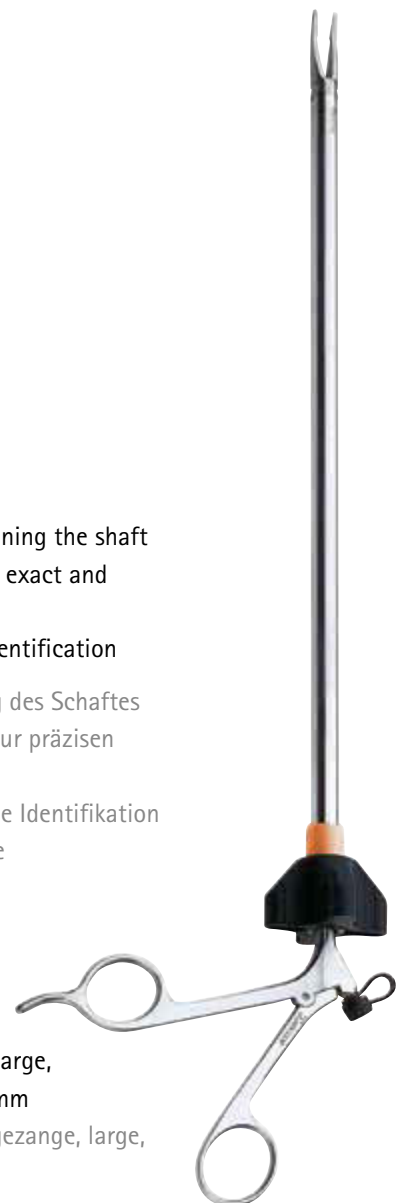 ning the shaft
exact and
entification
des Schaftes
ur präzisen
e Identifikation
arge,
mm
gezange, large,